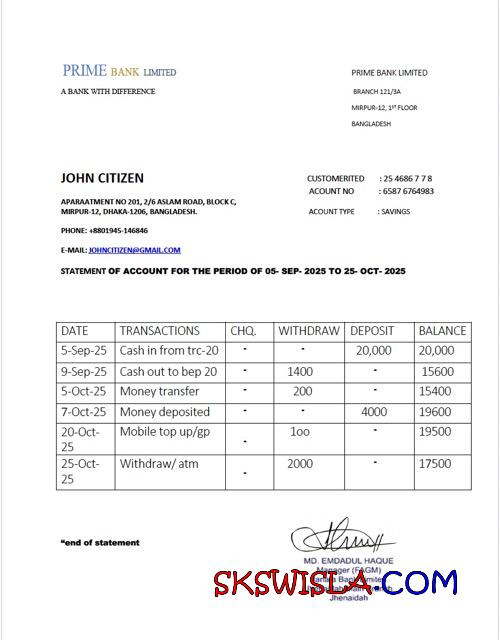 PRIME BANK LIMITED
A BANK WITH DIFFERENCE
PRIME BANK LIMITED
BRANCH 121/3A
MIRPUR-12, 1ST FLOOR
BANGLADESH
JOHN CITIZEN
APARAATMENT NO 201, 2/6 ASLAM ROAD, BLOCK C,
MIRPUR-12, DHAKA-1206, BANGLADESH.
PHONE: +8801945-146846
E-MAIL: JOHNCITIZEN@GMAIL.COM
CUSTOMERITED : 25 4686 7 7 8
ACOUNT NO : 6587 6764983
ACOUNT TYPE : SAVINGS
STATEMENT OF ACCOUNT FOR THE PERIOD OF 05- SEP- 2025 TO 25- OCT- 2025
DATE TRANSACTIONS CHQ. WITHDRAW DEPOSIT BALANCE
5-Sep-25 Cash in from trc-20 - - 20,000 20,000
9-Sep-25 Cash out to bep 20 - 1400 - 15600
5-Oct-25 Money transfer - 200 - 15400
7-Oct-25 Money deposited - - 4000 19600
20-Oct-25 Mobile top up/gp - 1oo - 19500
25-Oct-25 Withdraw/ atm - 2000 - 17500
*end of statement
MD. EMDADUL HAQUE
Manager (FAGM)
SKSWISLA.COM
Jhenaidah